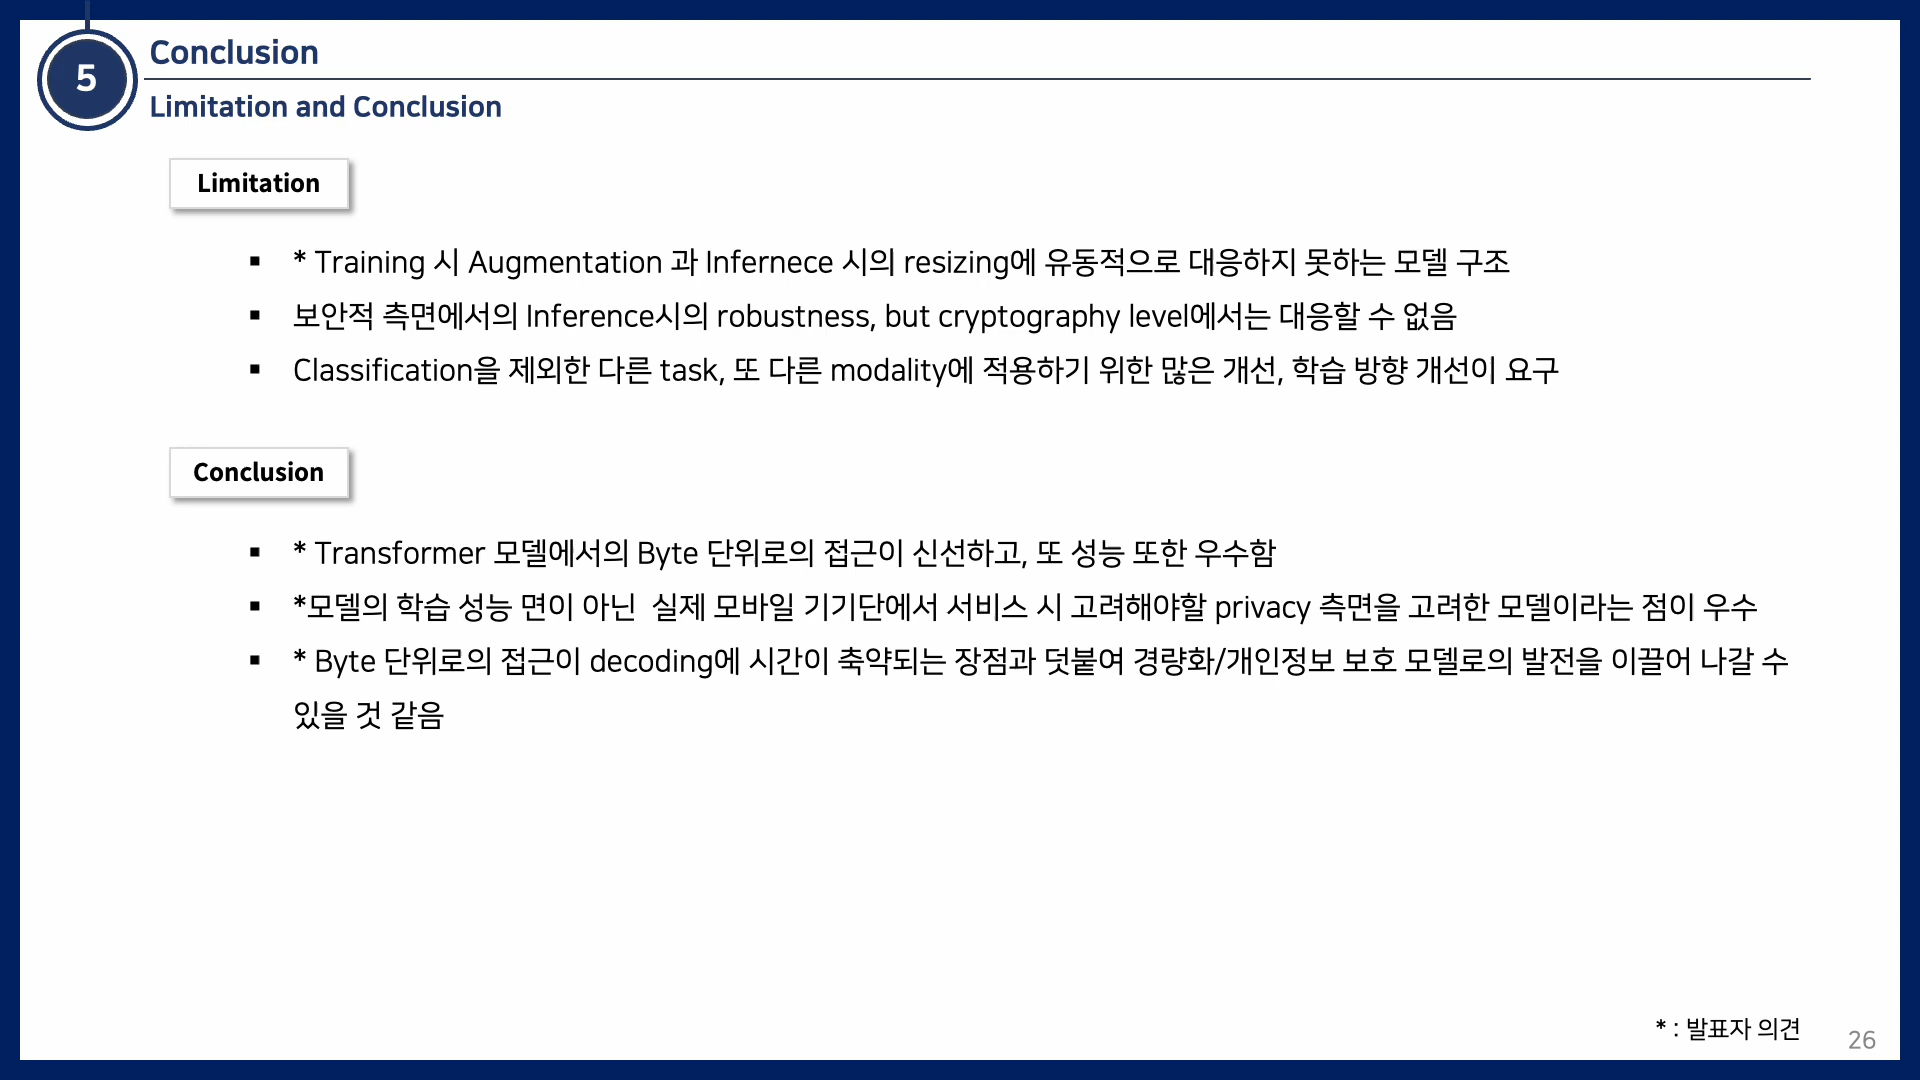 5
Conclusion
Limitation and Conclusion
Limitation
▪ * Training 시 Augmentation 과 Infernece 시의 resizing에 유동적으로 대응하지 못하는 모델 구조
▪ 보안적 측면에서의 Inference시의 robustness, but cryptography level에서는 대응할 수 없음
▪ Classification을 제외한 다른 task, 또 다른 modality에 적용하기 위한 많은 개선, 학습 방향 개선이 요구
Conclusion
▪ * Transformer 모델에서의 Byte 단위로의 접근이 신선하고, 또 성능 또한 우수함
▪ *모델의 학습 성능 면이 아닌  실제 모바일 기기단에서 서비스 시 고려해야할 privacy 측면을 고려한 모델이라는 점이 우수
▪ * Byte 단위로의 접근이 decoding에 시간이 축약되는 장점과 덧붙여 경량화/개인정보 보호 모델로의 발전을 이끌어 나갈 수
있을 것 같음
* : 발표자 의견
26